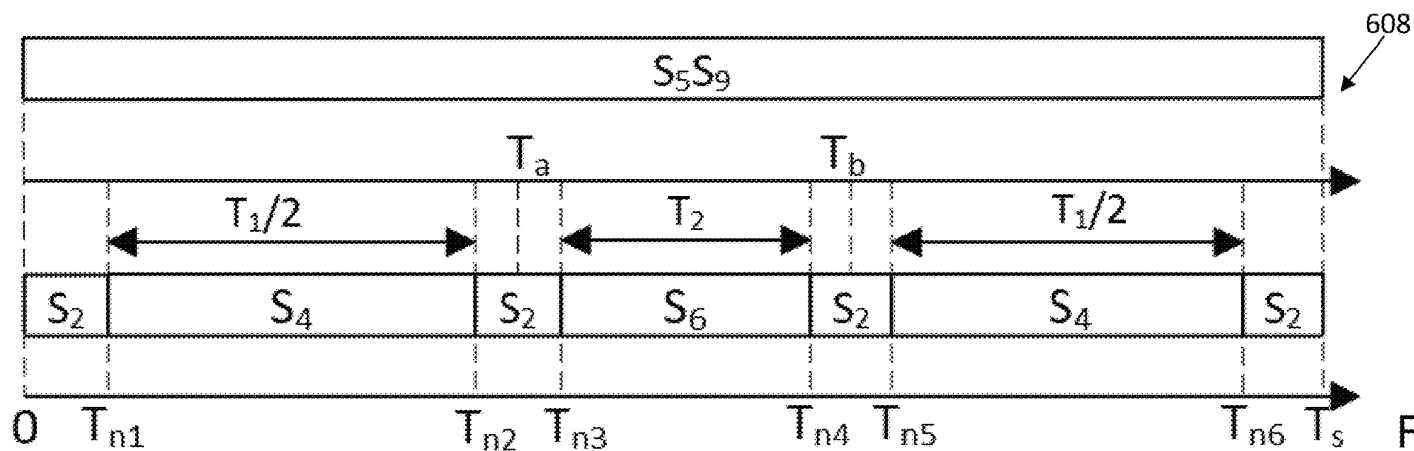 608
S₅S₉
Tₐ T_b
T₁/2 T₂ T₁/2
S₂ S₄ S₂ S₆ S₂ S₄ S₂
0 Tₙ₁ Tₙ₂ Tₙ₃ Tₙ₄ Tₙ₅ Tₙ₆ Tₛ F